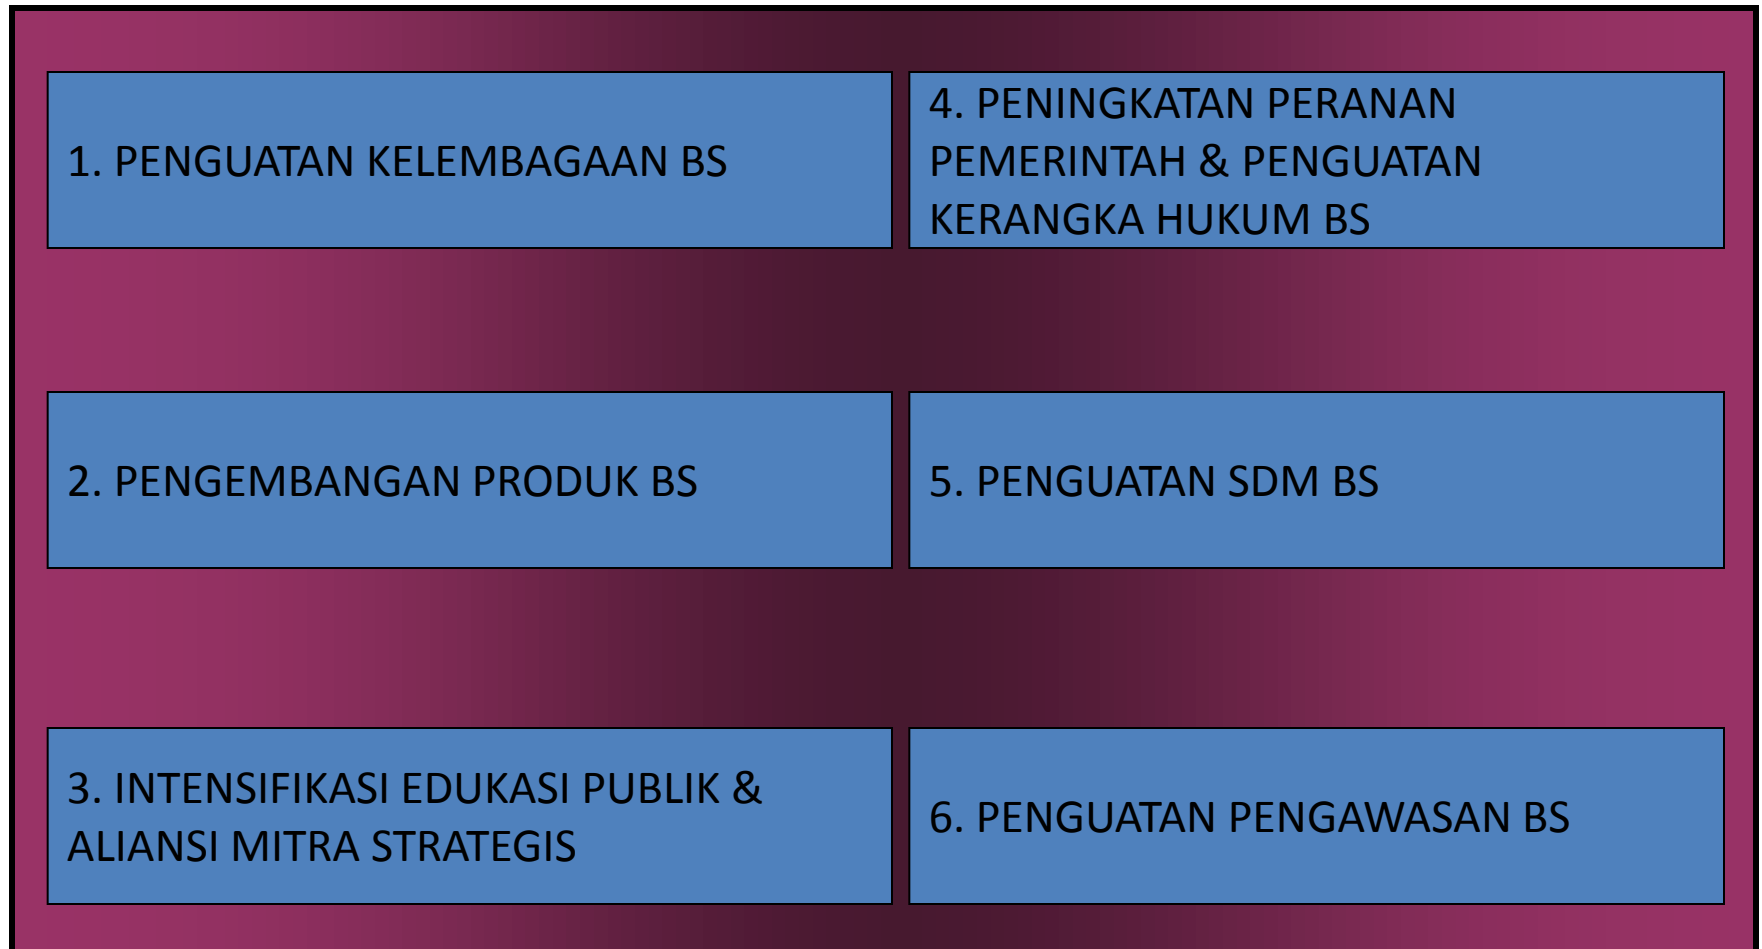 1. PENGUATAN KELEMBAGAAN BS
2. PENGEMBANGAN PRODUK BS
3. INTENSIFIKASI EDUKASI PUBLIK &
ALIANSI MITRA STRATEGIS
4. PENINGKATAN PERANAN
PEMERINTAH & PENGUATAN
KERANGKA HUKUM BS
5. PENGUATAN SDM BS
6. PENGUATAN PENGAWASAN BS